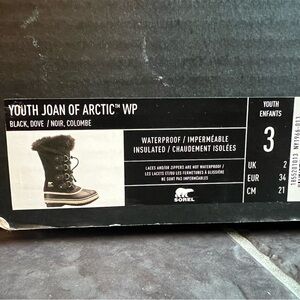 YOUTH JOAN OF ARCTIC™ WP
BLACK, DOVE / NOIR, COLOMBE
WATERPROOF / IMPERMÉABLE
INSULATED / CHAUDEMENT ISOLÉES
LACES AND/OR ZIPPERS ARE NOT WATERPROOF /
LES LACETS ET/OU LES FERMETURES À GLISSIÈRE
NE SONT PAS IMPERMÉABLES
SOREL
YOUTH
ENFANTS
3
UK 2
EUR 34
CM 21